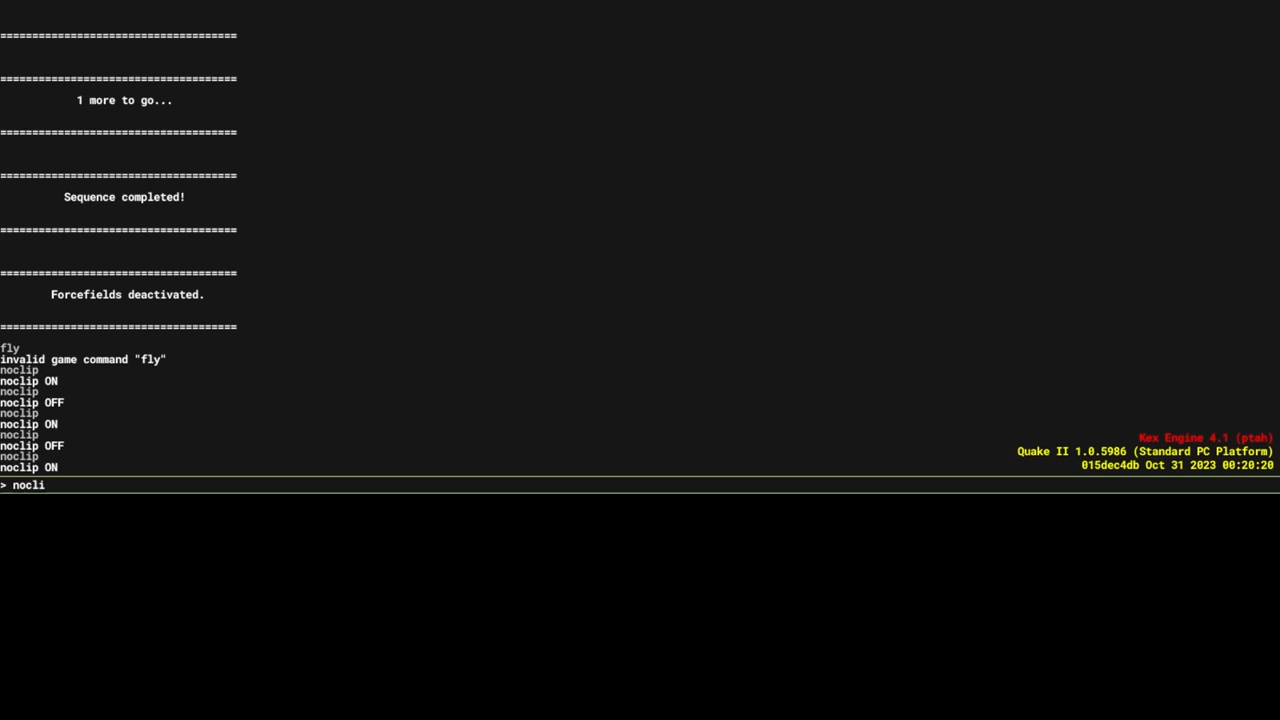 =====================================
=====================================
1 more to go...
=====================================
=====================================
Sequence completed!
=====================================
=====================================
Forcefields deactivated.
=====================================
fly
invalid game command "fly"
noclip
noclip ON
noclip
noclip OFF
noclip
noclip ON
noclip
noclip OFF
noclip
noclip ON
Kex Engine 4.1 (ptah)
Quake II 1.0.5986 (Standard PC Platform)
015dec4db Oct 31 2023 00:20:20
> nocli